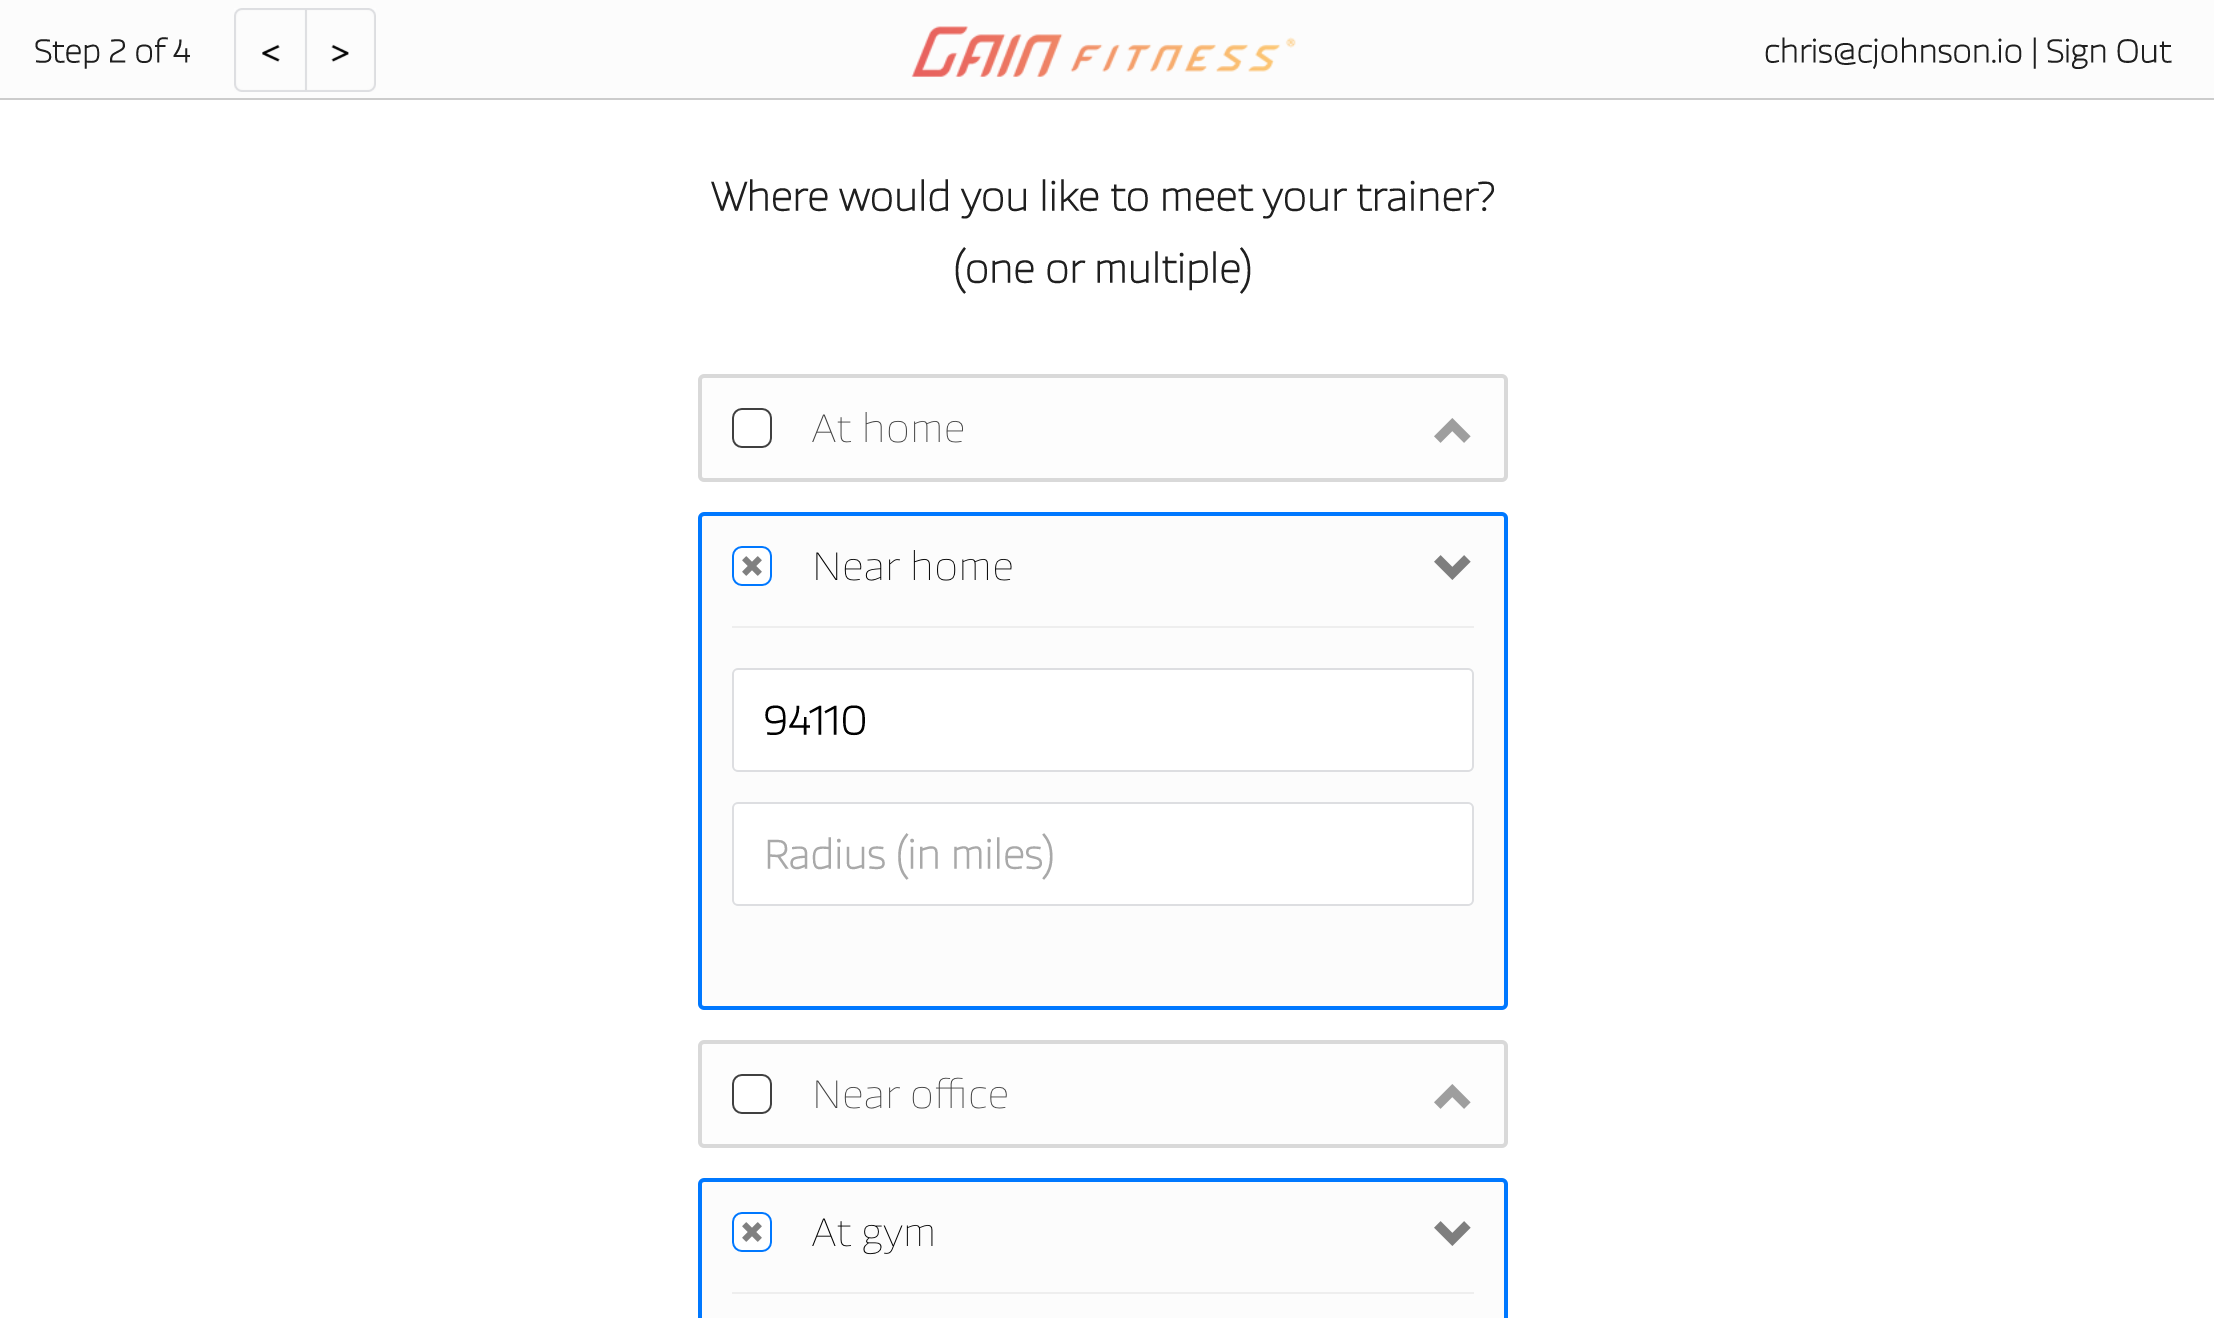 Step 2 of 4
< >
GAIN FITNESS®
chris@cjohnson.io | Sign Out
Where would you like to meet your trainer?
(one or multiple)
At home
Near home
94110
Radius (in miles)
Near office
At gym